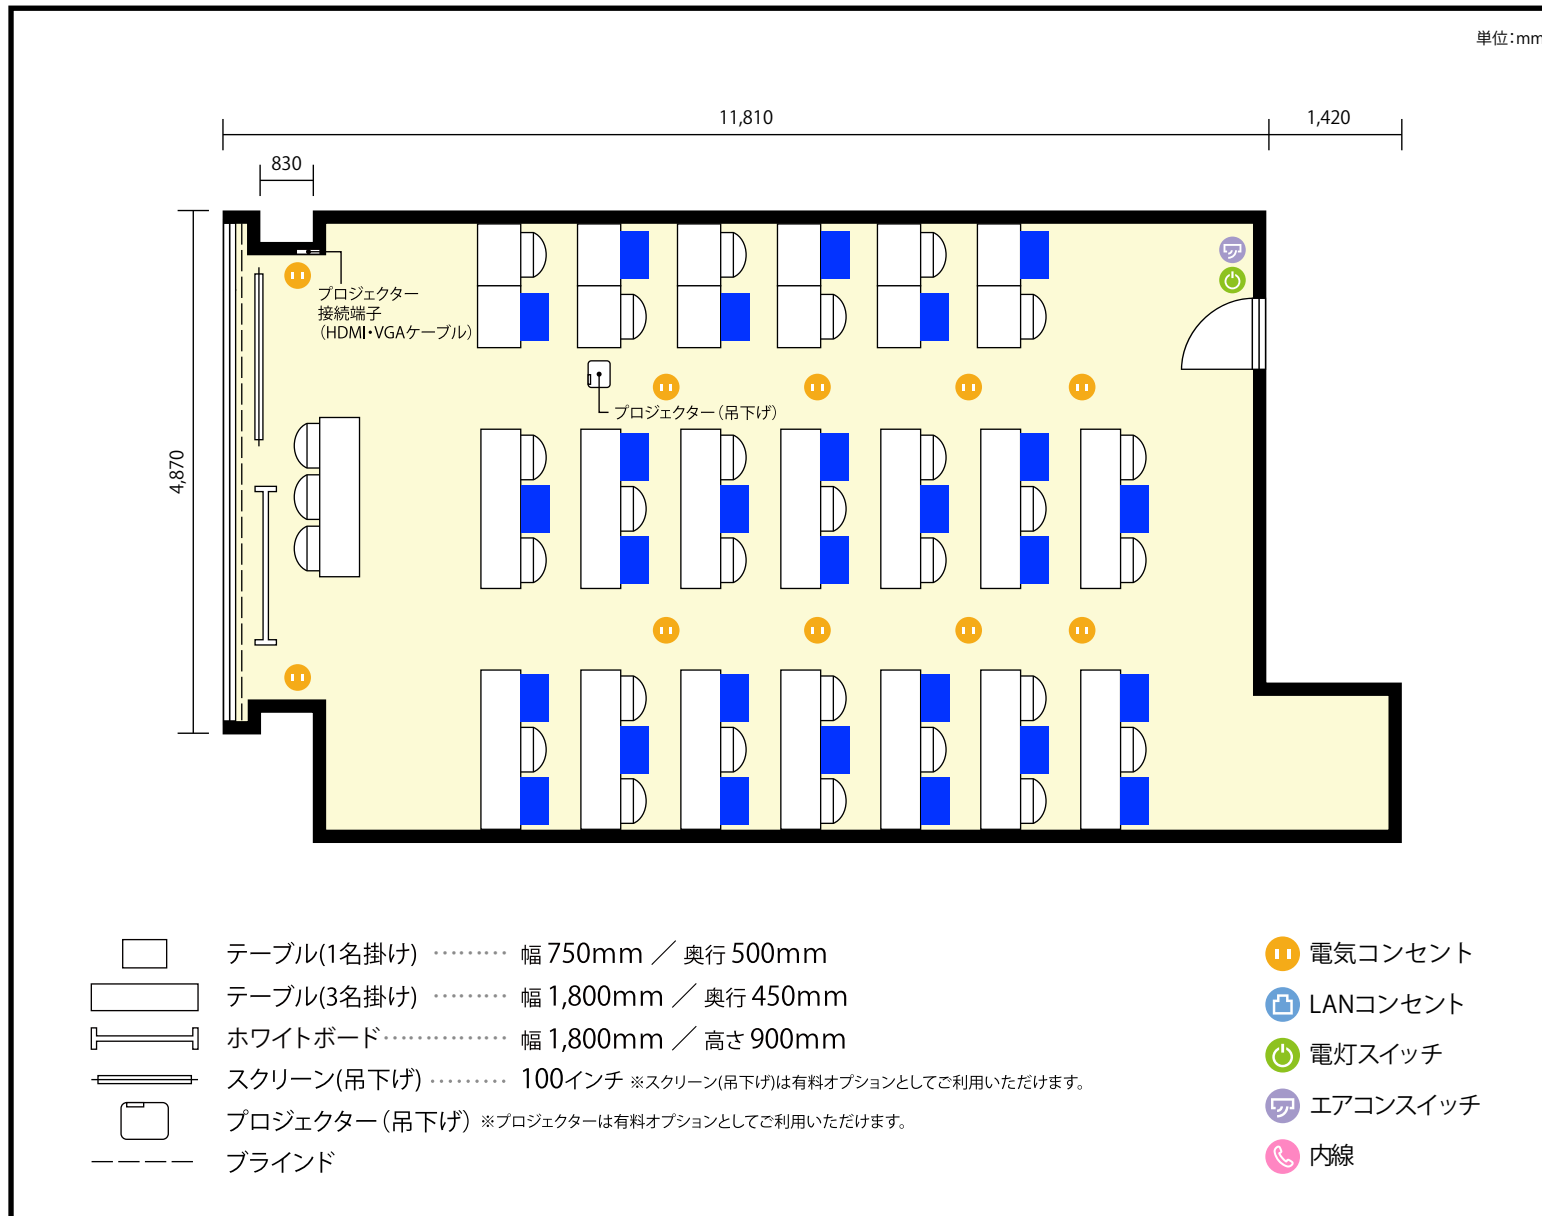 単位：mm
11,810
1,420
830
4,870
プロジェクター
接続端子
（HDMI・VGAケーブル）
プロジェクター（吊下げ）
テーブル(1名掛け) ‥‥‥‥‥ 幅 750mm ／ 奥行 500mm
テーブル(3名掛け) ‥‥‥‥‥ 幅 1,800mm ／ 奥行 450mm
ホワイトボード‥‥‥‥‥‥‥ 幅 1,800mm ／ 高さ 900mm
スクリーン(吊下げ) ‥‥‥‥‥ 100インチ ※スクリーン(吊下げ)は有料オプションとしてご利用いただけます。
プロジェクター（吊下げ） ※プロジェクターは有料オプションとしてご利用いただけます。
ブラインド
電気コンセント
LANコンセント
電灯スイッチ
エアコンスイッチ
内線